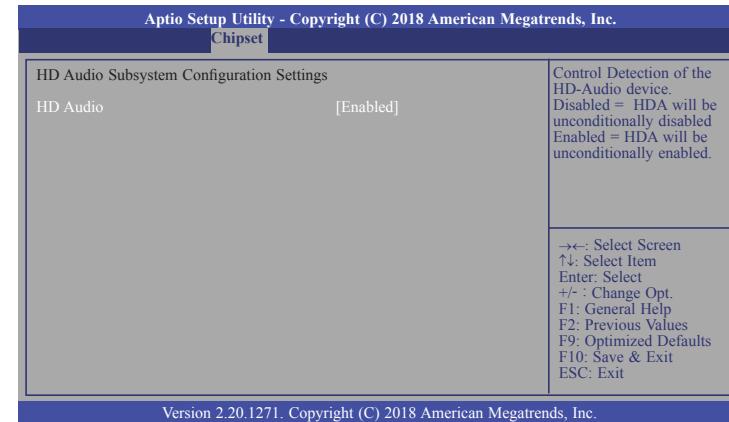 Aptio Setup Utility - Copyright (C) 2018 American Megatrends, Inc.
Chipset
HD Audio Subsystem Configuration Settings
HD Audio [Enabled]
Control Detection of the
HD-Audio device.
Disabled = HDA will be
unconditionally disabled
Enabled = HDA will be
unconditionally enabled.
→←: Select Screen
↑↓: Select Item
Enter: Select
+/- : Change Opt.
F1: General Help
F2: Previous Values
F9: Optimized Defaults
F10: Save & Exit
ESC: Exit
Version 2.20.1271. Copyright (C) 2018 American Megatrends, Inc.